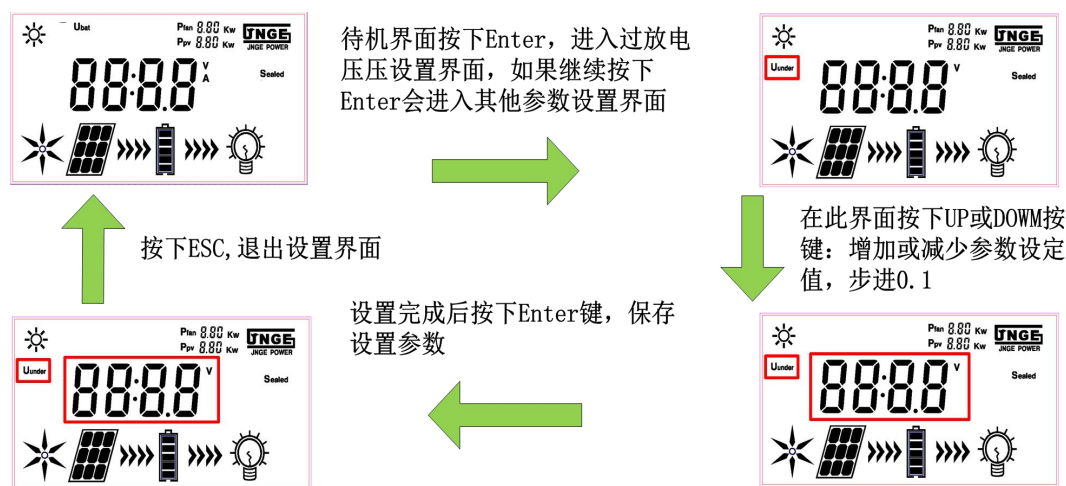 Ubat
Pfan 8.80 Kw
Ppv 8.80 Kw
JNGE
JNGE POWER
88:8.8 V
A
Sealed
待机界面按下Enter，进入过放电
压压设置界面，如果继续按下
Enter会进入其他参数设置界面
Pfan 8.80 Kw
Ppv 8.80 Kw
JNGE
JNGE POWER
Uunder
88:8.8 V
Sealed
按下ESC,退出设置界面
在此界面按下UP或DOWM按
键：增加或减少参数设定
值，步进0.1
Pfan 8.80 Kw
Ppv 8.80 Kw
JNGE
JNGE POWER
Uunder
88:8.8 V
Sealed
设置完成后按下Enter键，保存
设置参数
Pfan 8.80 Kw
Ppv 8.80 Kw
JNGE
JNGE POWER
Uunder
88:8.8 V
Sealed